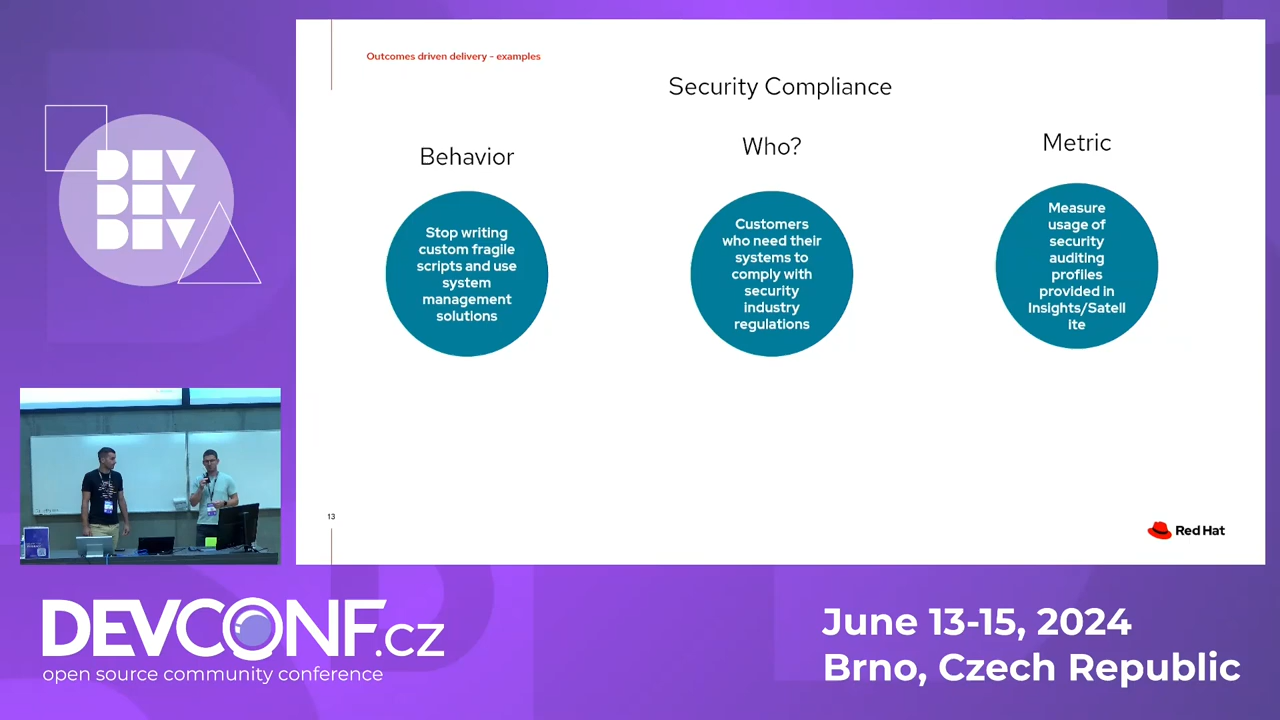 Outcomes driven delivery - examples
Security Compliance
Behavior
Stop writing
custom fragile
scripts and use
system
management
solutions
Who?
Customers
who need their
systems to
comply with
security
industry
regulations
Metric
Measure
usage of
security
auditing
profiles
provided in
Insights/Satell
ite
13
Red Hat
DEV
DEV
DEV
DEVCONF.cz
open source community conference
June 13-15, 2024
Brno, Czech Republic